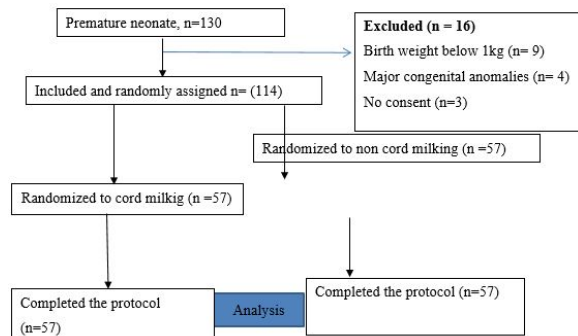 Premature neonate, n=130
Excluded (n = 16)
Birth weight below 1kg (n= 9)
Major congenital anomalies (n= 4)
No consent (n=3)
Included and randomly assigned n= (114)
Randomized to non cord milking (n =57)
Randomized to cord milkig (n =57)
Completed the protocol
(n=57)
Analysis
Completed the protocol (n=57)